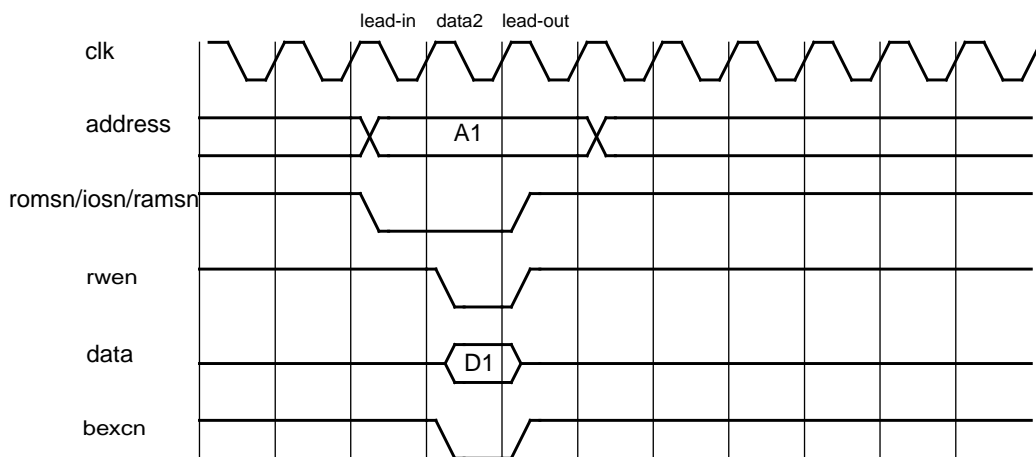 lead-in data2 lead-out
clk
address A1
romsn/iosn/ramsn
rwen
data D1
bexcn